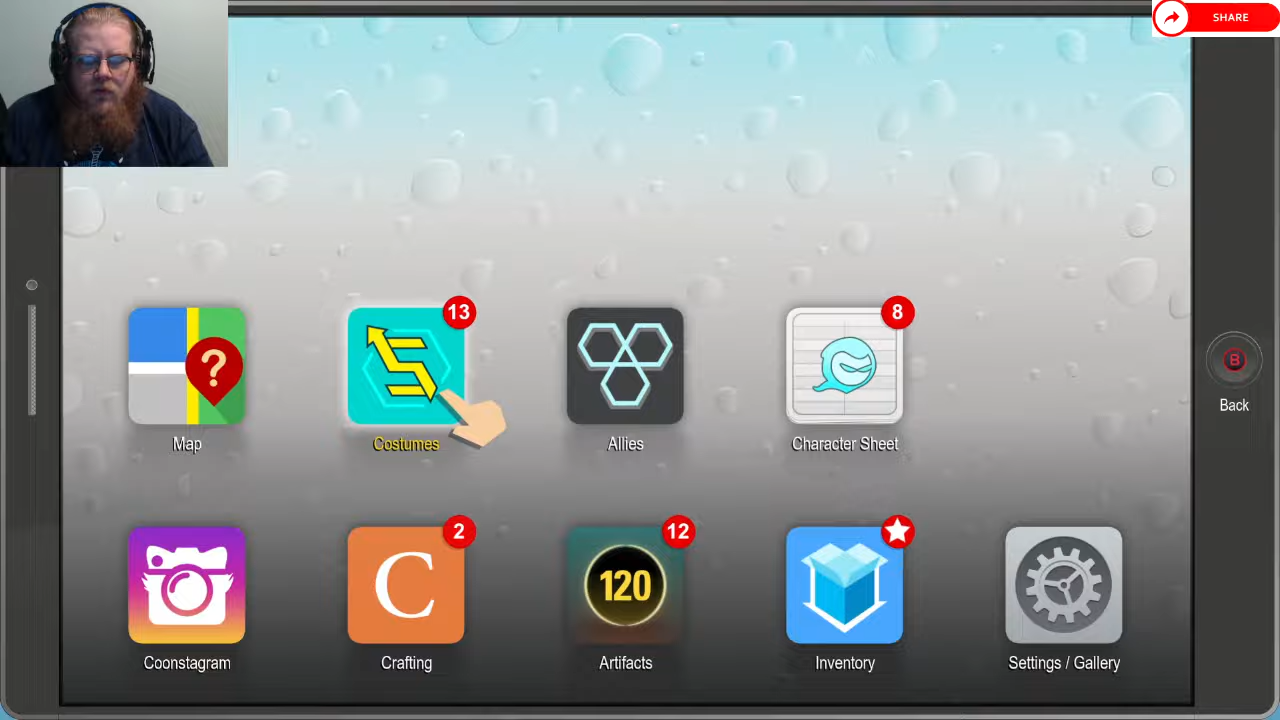 SHARE
13
8
?
Map
Costumes
Allies
Character Sheet
B
Back
2
12
C
120
Coonstagram
Crafting
Artifacts
Inventory
Settings / Gallery